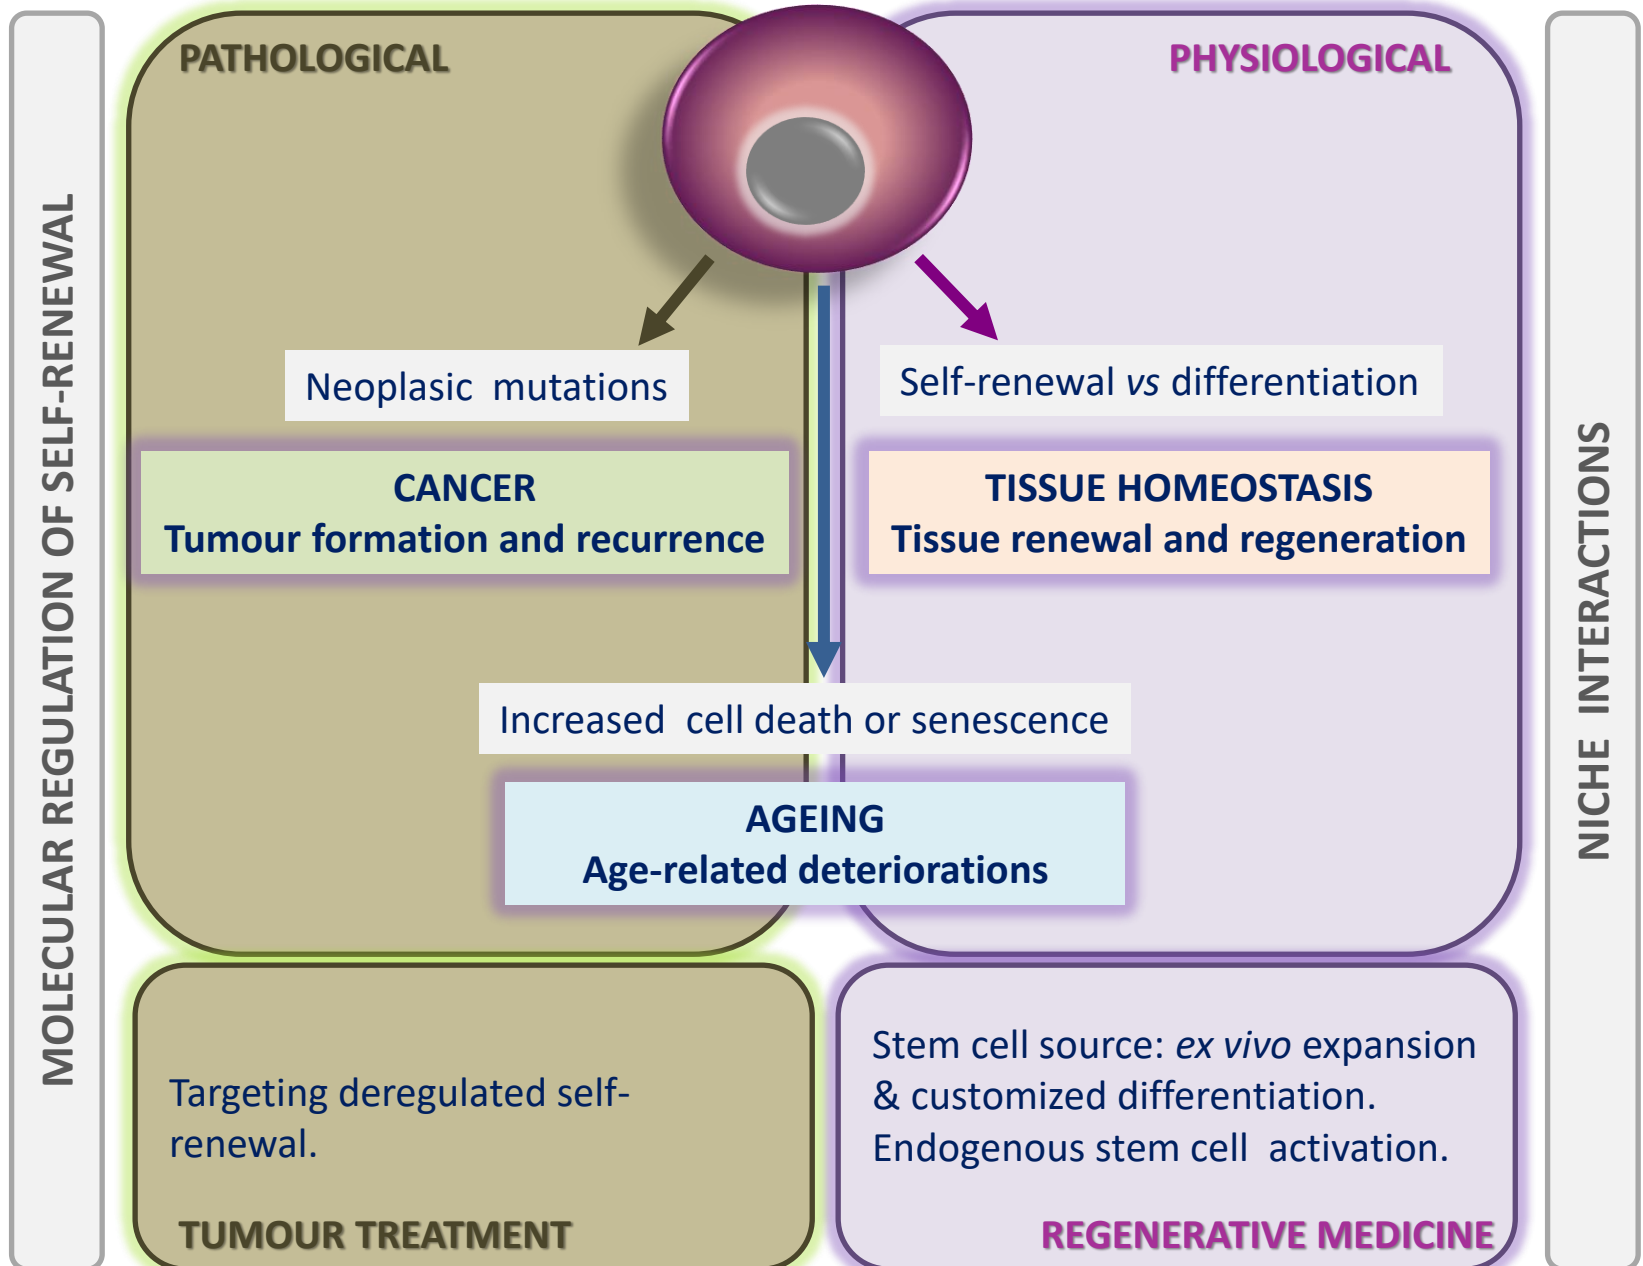 MOLECULAR REGULATION OF SELF-RENEWAL
PATHOLOGICAL
PHYSIOLOGICAL
Neoplasic mutations
Self-renewal vs differentiation
CANCER
Tumour formation and recurrence
TISSUE HOMEOSTASIS
Tissue renewal and regeneration
Increased cell death or senescence
AGEING
Age-related deteriorations
Targeting deregulated self-
renewal.
TUMOUR TREATMENT
Stem cell source: ex vivo expansion
& customized differentiation.
Endogenous stem cell activation.
REGENERATIVE MEDICINE
NICHE INTERACTIONS